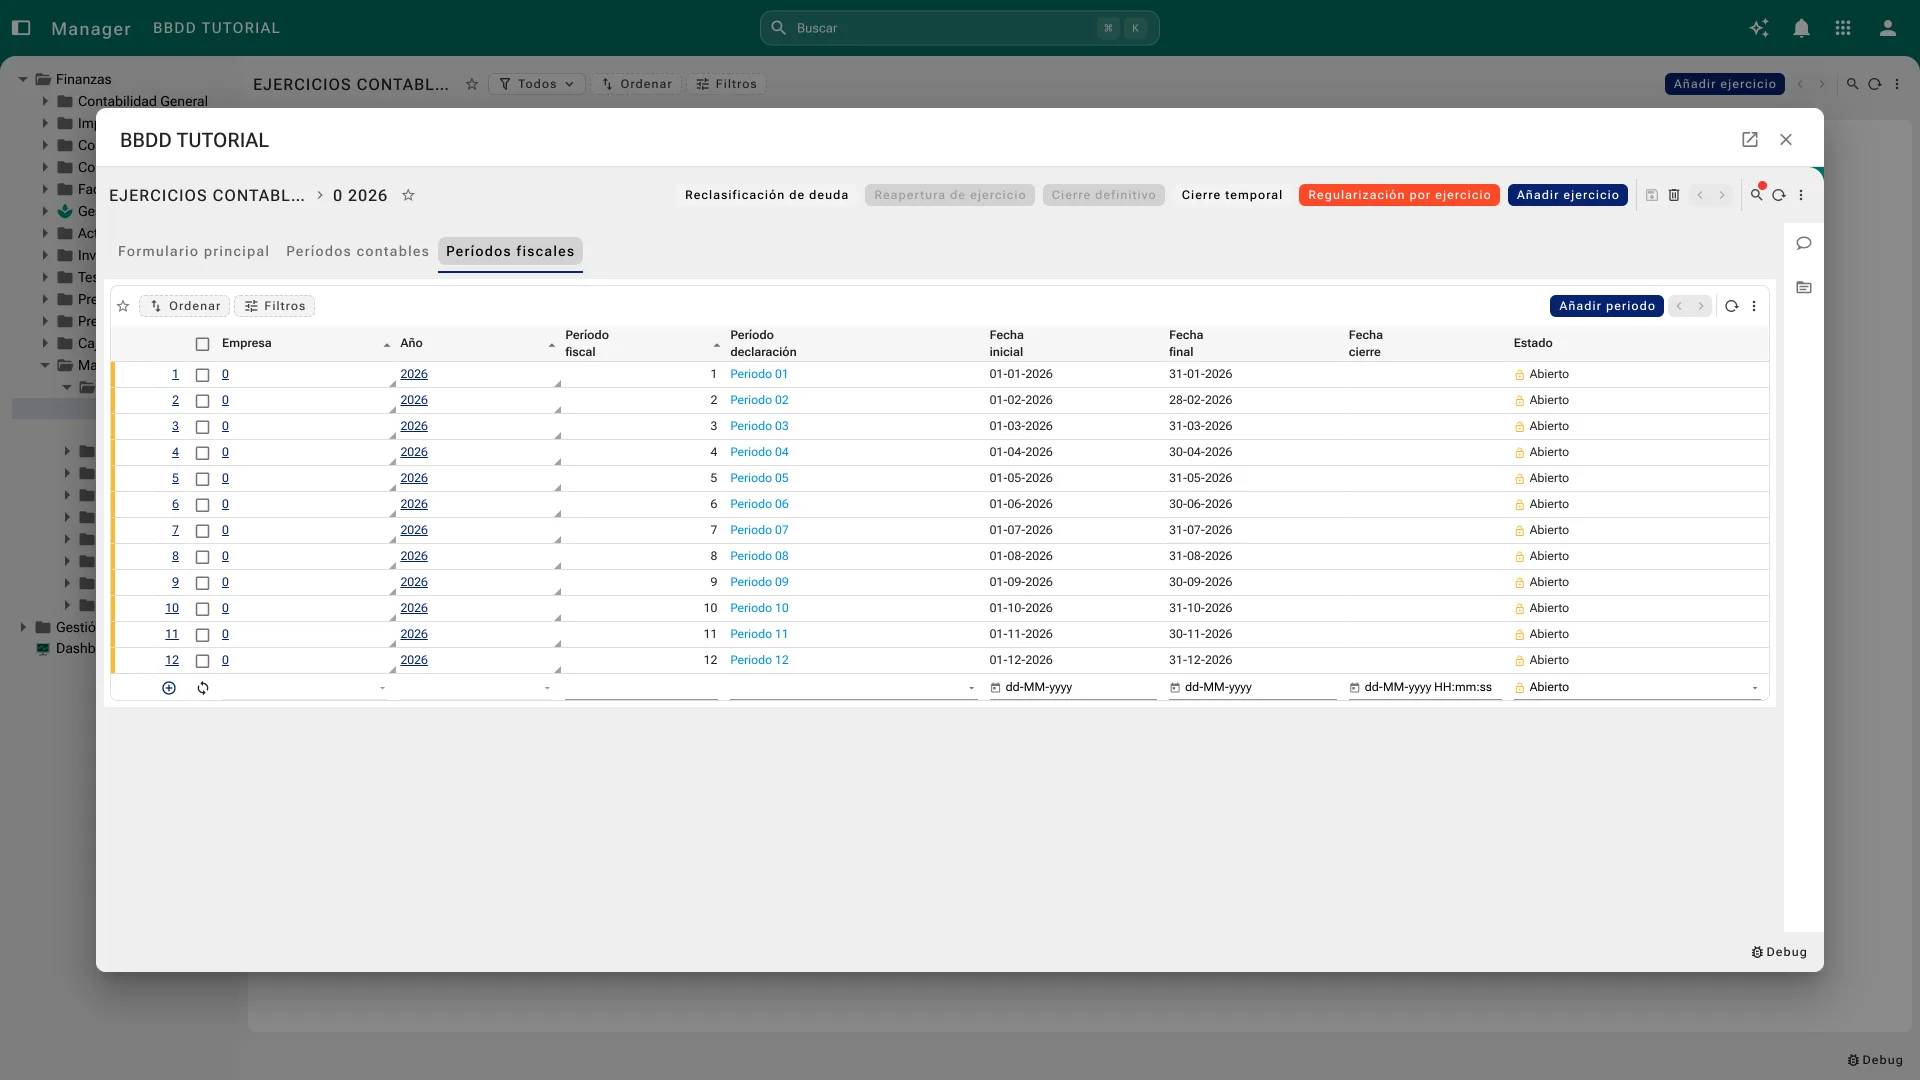 Manager BBDD TUTORIAL Buscar ⌘ K
Finanzas
Contabilidad General
EJERCICIOS CONTABL... Todos Ordenar Filtros Añadir ejercicio
BBDD TUTORIAL
EJERCICIOS CONTABL... > 0 2026 Reclasificación de deuda Reapertura de ejercicio Cierre definitivo Cierre temporal Regularización por ejercicio Añadir ejercicio
Formulario principal Períodos contables Períodos fiscales
Ordenar Filtros Añadir periodo
Empresa Año Período fiscal Período declaración Fecha inicial Fecha final Fecha cierre Estado
1 0 2026 1 Periodo 01 01-01-2026 31-01-2026 Abierto
2 0 2026 2 Periodo 02 01-02-2026 28-02-2026 Abierto
3 0 2026 3 Periodo 03 01-03-2026 31-03-2026 Abierto
4 0 2026 4 Periodo 04 01-04-2026 30-04-2026 Abierto
5 0 2026 5 Periodo 05 01-05-2026 31-05-2026 Abierto
6 0 2026 6 Periodo 06 01-06-2026 30-06-2026 Abierto
7 0 2026 7 Periodo 07 01-07-2026 31-07-2026 Abierto
8 0 2026 8 Periodo 08 01-08-2026 31-08-2026 Abierto
9 0 2026 9 Periodo 09 01-09-2026 30-09-2026 Abierto
10 0 2026 10 Periodo 10 01-10-2026 31-10-2026 Abierto
11 0 2026 11 Periodo 11 01-11-2026 30-11-2026 Abierto
12 0 2026 12 Periodo 12 01-12-2026 31-12-2026 Abierto
dd-MM-yyyy dd-MM-yyyy dd-MM-yyyy HH:mm:ss Abierto
Debug
Debug